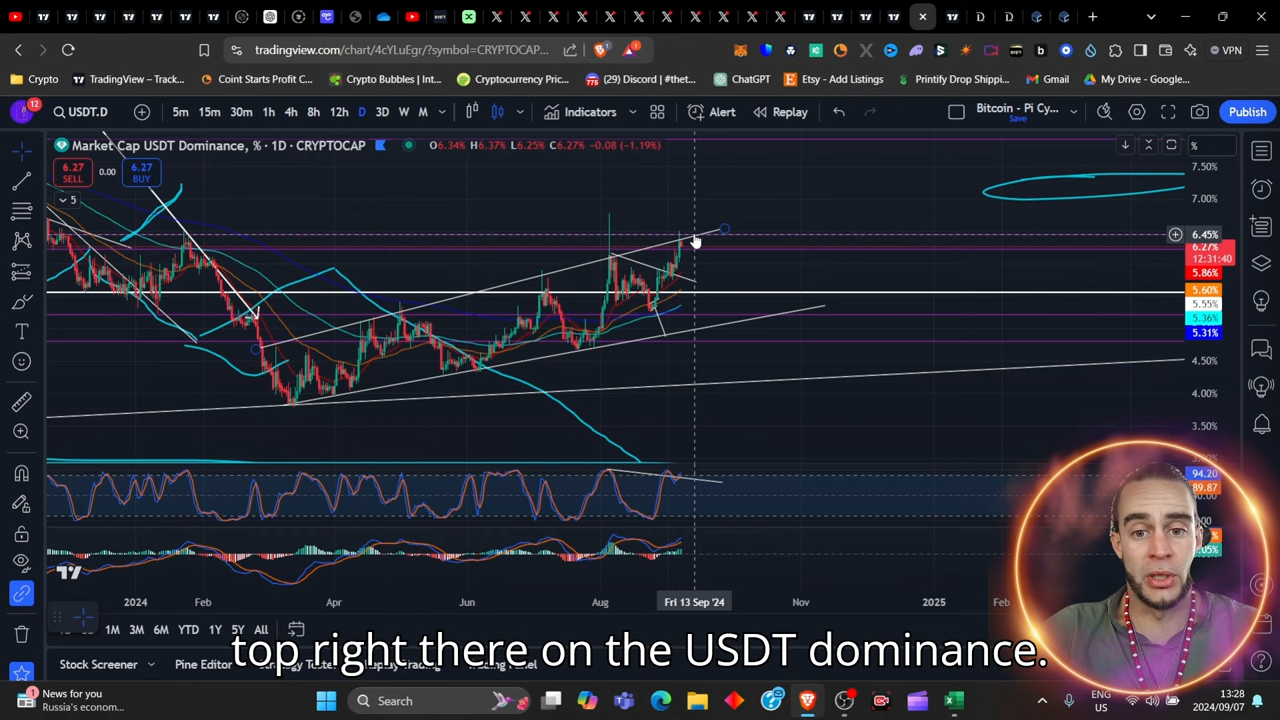 tradingview.com/chart/4cYLuEgr/?symbol=CRYPTOCAP...
VPN
Crypto
TradingView – Track...
Coint Starts Profit C...
Crypto Bubbles | Int...
Cryptocurrency Pric...
(29) Discord | #thet...
ChatGPT
Etsy - Add Listings
Printify Drop Shippi...
Gmail
My Drive - Google...
12
USDT.D
5m 15m 30m 1h 4h 8h 12h D 3D W M
Indicators
Alert
Replay
Bitcoin - Pi Cy...
Save
Publish
Market Cap USDT Dominance, % · 1D · CRYPTOCAP
O6.34% H6.37% L6.25% C6.27% −0.08 (−1.19%)
%
6.27
SELL
0.00
6.27
BUY
5
7.50%
7.00%
6.45%
6.27%
12:31:40
5.86%
5.60%
5.55%
5.36%
5.31%
4.50%
4.00%
3.50%
94.20
89.87
2024 Feb Apr Jun Aug Fri 13 Sep '24 Nov 2025
1M 3M 6M YTD 1Y 5Y All
top right there on the USDT dominance.
Stock Screener
Pine Editor
News for you
Russia's econom...
Search
ENG
US
13:28
2024/09/07